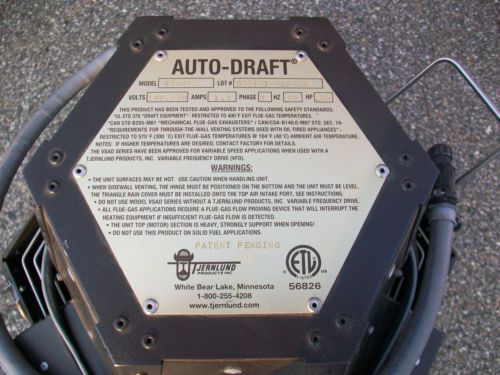 AUTO-DRAFT®
MODEL LOT #
VOLTS AMPS PHASE HZ HP
THIS PRODUCT HAS BEEN TESTED AND APPROVED TO THE FOLLOWING SAFETY STANDARDS:
"UL STD 378 "DRAFT EQUIPMENT"- RESTRICTED TO 400 F EXIT FLUE-GAS TEMPERATURES.
"CAN STD B255-M81 "MECHANICAL FLUE-GAS EXHAUSTERS" / CAN/CSA-B140.0-M87 STD. SEC. 10-
"REQUIREMENTS FOR THROUGH-THE-WALL VENTING SYSTEMS USED WITH OIL FIRED APPLIANCES"-
RESTRICTED TO 575 F (300 C) EXIT FLUE-GAS TEMPERATURES @ 104 F (40 C) AMBIENT AIR TEMPERATURE.
NOTES: IF HIGHER TEMPERATURES ARE DESIRED, CONTACT FACTORY FOR DETAILS.
THE VSAD SERIES HAVE BEEN APPROVED FOR VARIABLE SPEED APPLICATIONS WHEN USED WITH A
TJERNLUND PRODUCTS, INC. VARIABLE FREQUENCY DRIVE (VFD).
WARNINGS:
• THE UNIT SURFACES MAY BE HOT. USE CAUTION WHEN HANDLING UNIT.
• WHEN SIDEWALL VENTING, THE HINGE MUST BE POSITIONED ON THE BOTTOM AND THE UNIT MUST BE LEVEL.
THE TRIANGLE RAIN COVER MUST BE INSTALLED ONTO THE TOP AIR INTAKE PORT, SEE INSTRUCTIONS.
• DO NOT USE MODEL VSAD SERIES WITHOUT A TJERNLUND PRODUCTS, INC. VARIABLE FREQUENCY DRIVE.
• ALL FLUE-GAS APPLICATIONS REQUIRE A FLUE-GAS FLOW PROVING DEVICE THAT WILL INTERRUPT THE
HEATING EQUIPMENT IF INSUFFICIENT FLUE-GAS FLOW IS DETECTED.
• THE UNIT TOP (MOTOR) SECTION IS HEAVY, STRONGLY SUPPORT WHEN OPENING!
• DO NOT USE THIS PRODUCT ON SOLID FUEL APPLICATIONS.
PATENT PENDING
TJERNLUND
PRODUCTS INC
ETL
White Bear Lake, Minnesota
56826
1-800-255-4208
www.tjernlund.com